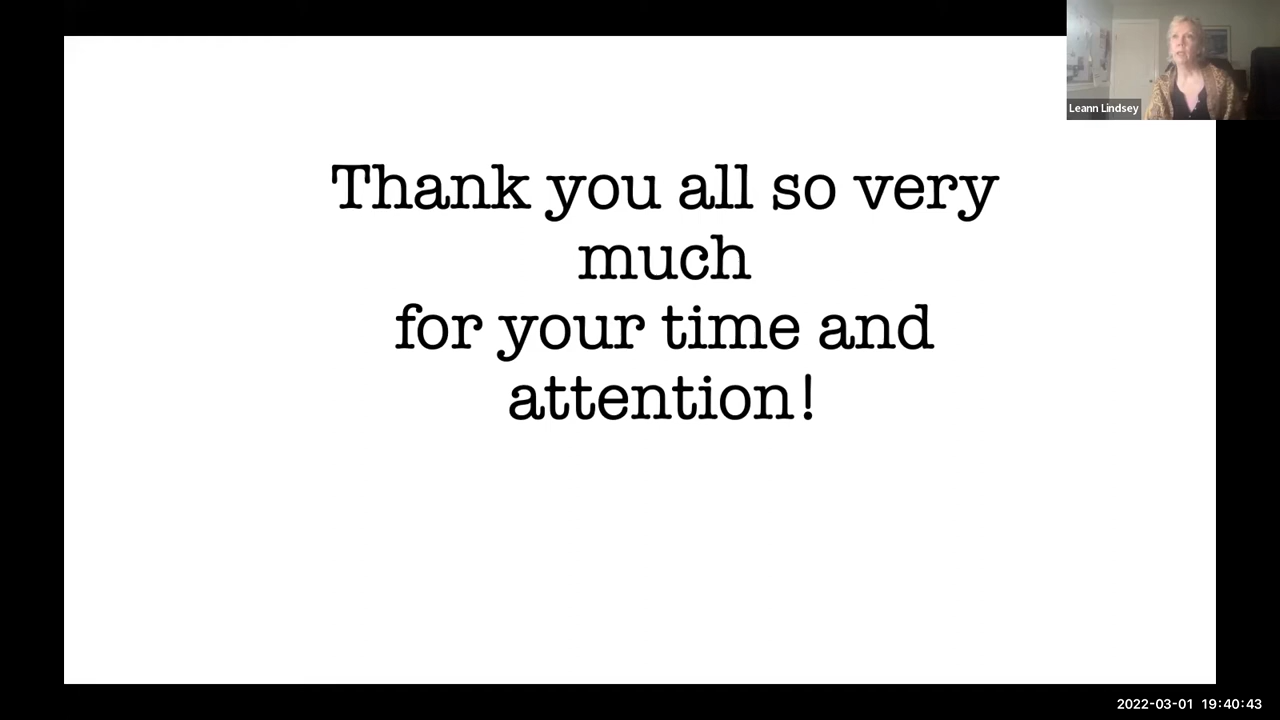 Leann Lindsey
Thank you all so very
much
for your time and
attention!
2022-03-01 19:40:43